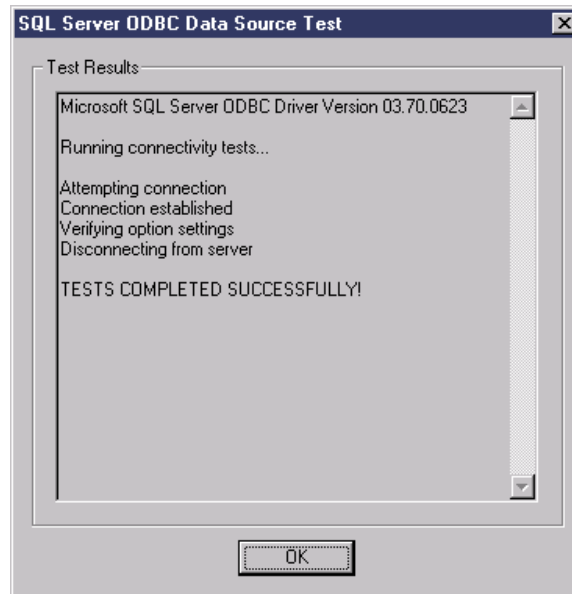 SQL Server ODBC Data Source Test
Test Results
Microsoft SQL Server ODBC Driver Version 03.70.0623
Running connectivity tests...
Attempting connection
Connection established
Verifying option settings
Disconnecting from server
TESTS COMPLETED SUCCESSFULLY!
OK